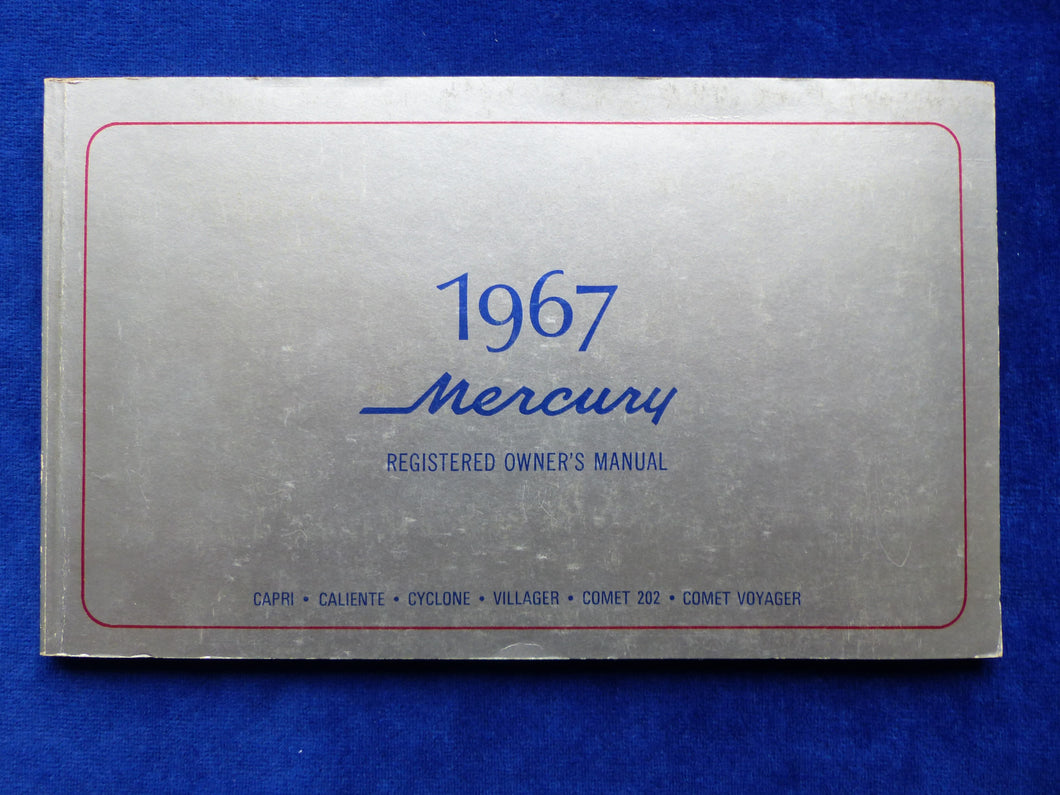 1967
Mercury
REGISTERED OWNER'S MANUAL
CAPRI • CALIENTE • CYCLONE • VILLAGER • COMET 202 • COMET VOYAGER